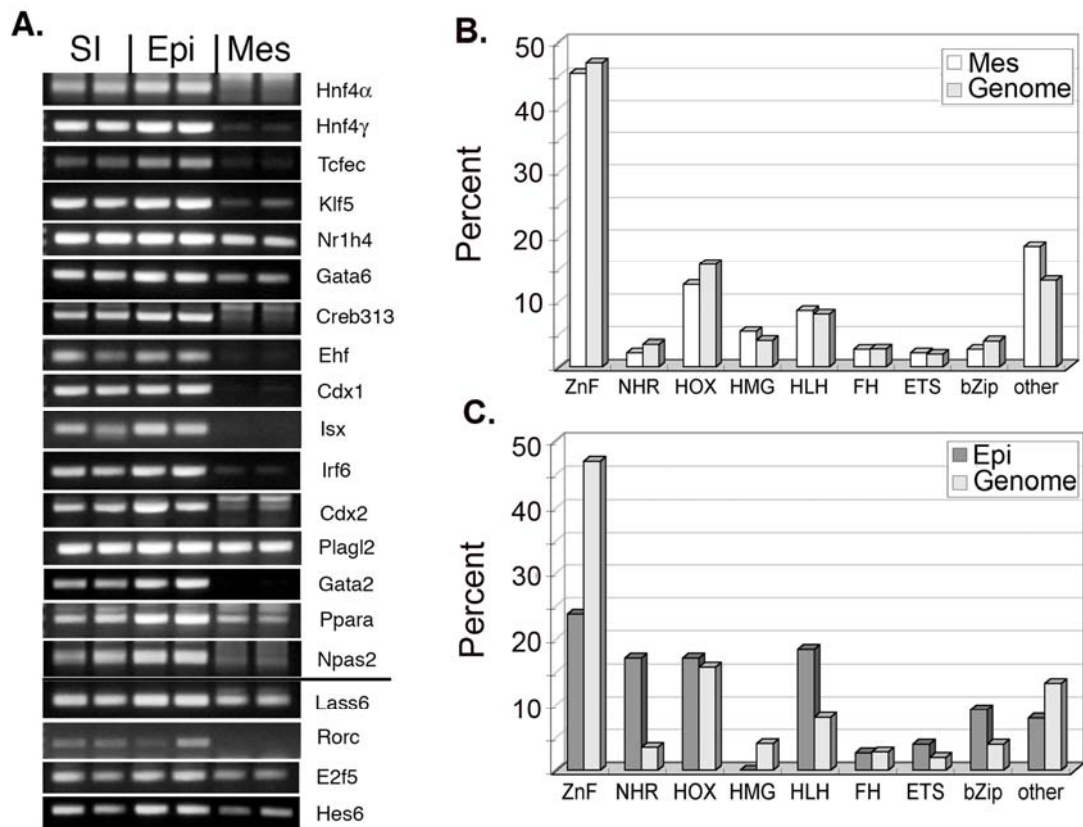 A.
SI | Epi | Mes
Hnf4α
Hnf4γ
Tcfec
Klf5
Nr1h4
Gata6
Creb313
Ehf
Cdx1
Isx
Irf6
Cdx2
Plagl2
Gata2
Ppara
Npas2
Lass6
Rorc
E2f5
Hes6
B.
50
40
30
20
10
Percent
Mes
Genome
ZnF NHR HOX HMG HLH FH ETS bZip other
C.
50
40
30
20
10
Percent
Epi
Genome
ZnF NHR HOX HMG HLH FH ETS bZip other